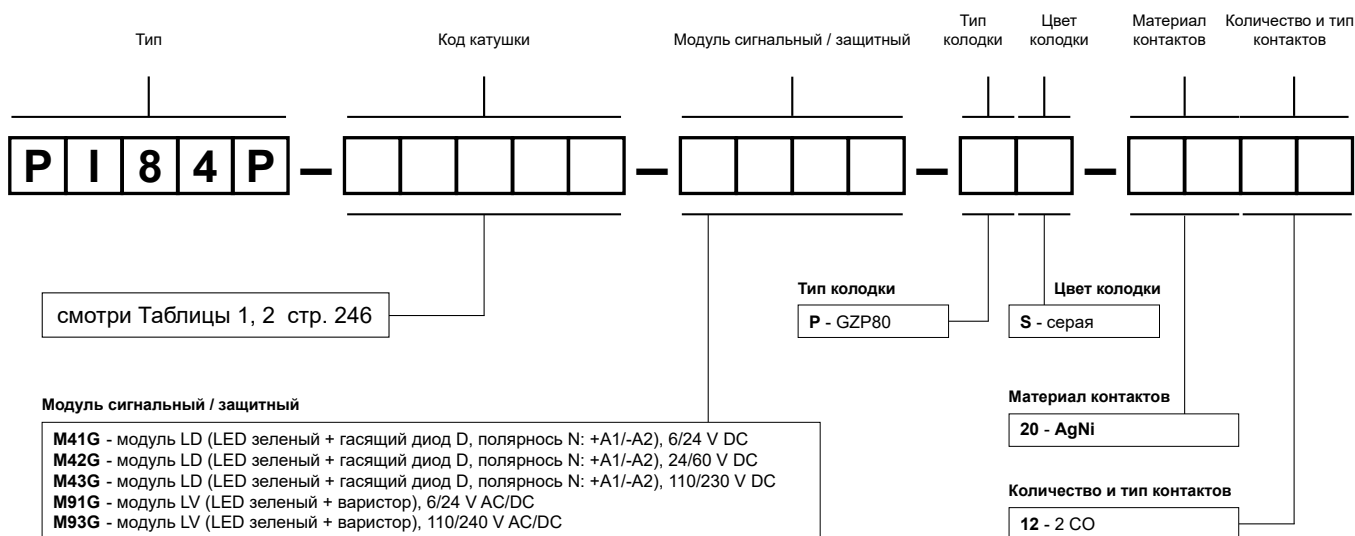 Тип
Код катушки
Модуль сигнальный / защитный
Тип
колодки
Цвет
колодки
Материал
контактов
Количество и тип
контактов
P I 8 4 P – – – –
смотри Таблицы 1, 2 стр. 246
Тип колодки
P - GZP80
Цвет колодки
S - серая
Модуль сигнальный / защитный
M41G - модуль LD (LED зеленый + гасящий диод D, полярнось N: +A1/-A2), 6/24 V DC
M42G - модуль LD (LED зеленый + гасящий диод D, полярнось N: +A1/-A2), 24/60 V DC
M43G - модуль LD (LED зеленый + гасящий диод D, полярнось N: +A1/-A2), 110/230 V DC
M91G - модуль LV (LED зеленый + варистор), 6/24 V AC/DC
M93G - модуль LV (LED зеленый + варистор), 110/240 V AC/DC
Материал контактов
20 - AgNi
Количество и тип контактов
12 - 2 CO